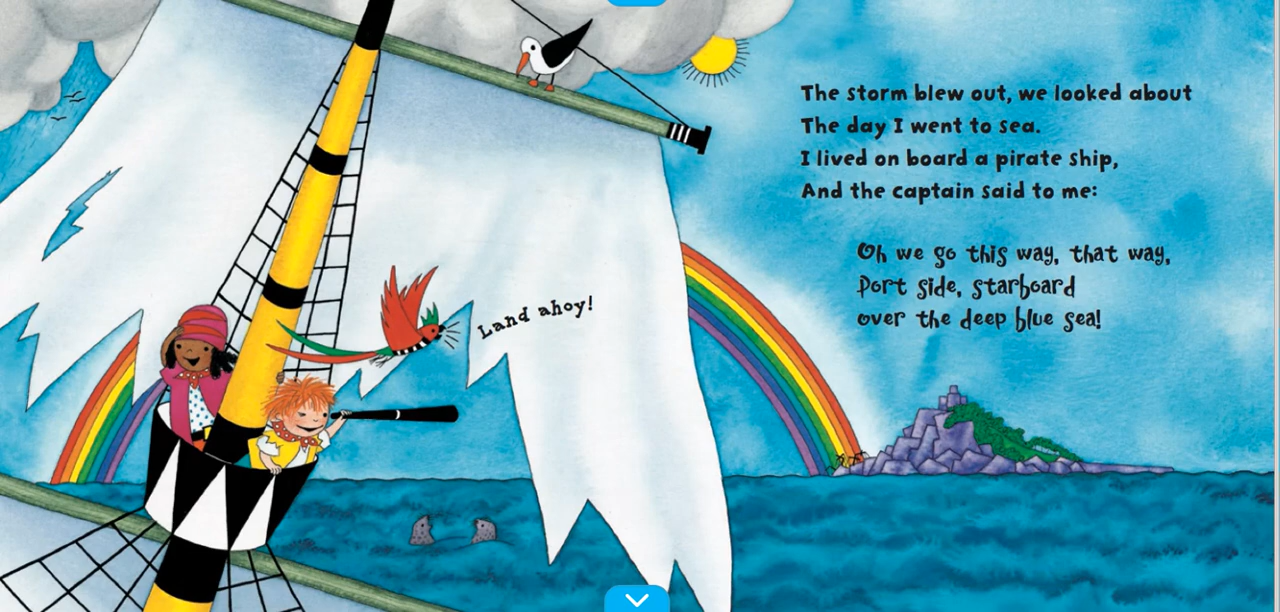 The storm blew out, we looked about
The day I went to sea.
I lived on board a pirate ship,
And the captain said to me:
Oh we go this way, that way,
Port side, starboard
over the deep blue sea!
Land ahoy!